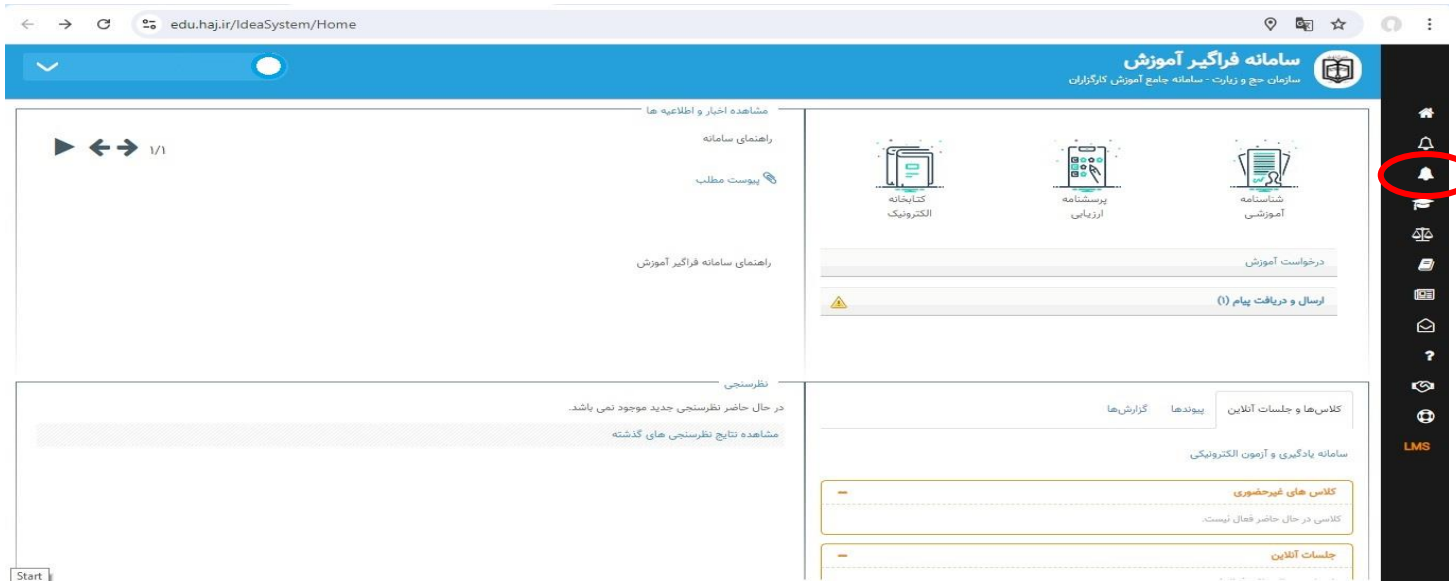 edu.haj.ir/IdeaSystem/Home
سامانه فراگیر آموزش
سازمان حج و زیارت - سامانه جامع آموزش کارگزاران
شناسنامه
آموزشی
پرسشنامه
ارزیابی
کتابخانه
الکترونیک
درخواست آموزش
ارسال و دریافت پیام (۱)
مشاهده اخبار و اطلاعیه ها
راهنمای سامانه
۱/۱
پیوست مطلب
راهنمای سامانه فراگیر آموزش
کلاس‌ها و جلسات آنلاین
پیوندها
گزارش‌ها
سامانه یادگیری و آزمون الکترونیکی
کلاس های غیرحضوری
کلاسی در حال حاضر فعال نیست.
جلسات آنلاین
نظرسنجی
در حال حاضر نظرسنجی جدید موجود نمی باشد.
مشاهده نتایج نظرسنجی های گذشته
LMS
Start